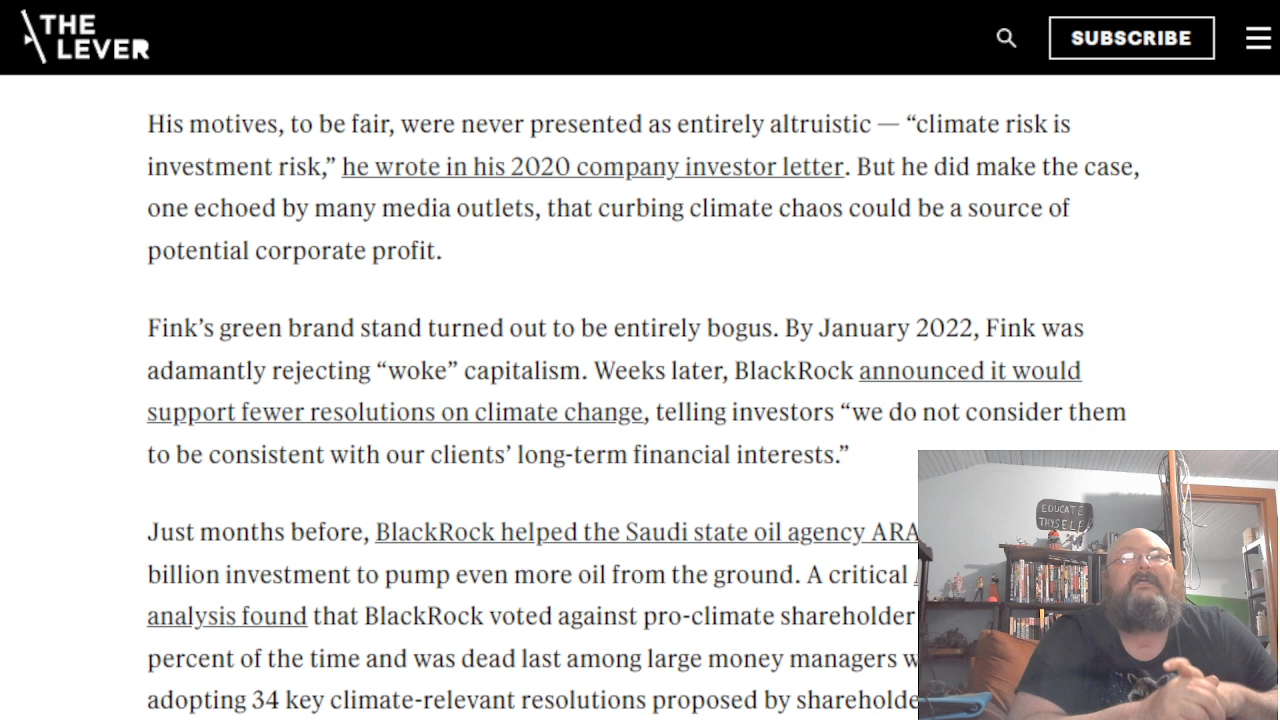 THE
LEVER
SUBSCRIBE
His motives, to be fair, were never presented as entirely altruistic — “climate risk is
investment risk,” he wrote in his 2020 company investor letter. But he did make the case,
one echoed by many media outlets, that curbing climate chaos could be a source of
potential corporate profit.
Fink’s green brand stand turned out to be entirely bogus. By January 2022, Fink was
adamantly rejecting “woke” capitalism. Weeks later, BlackRock announced it would
support fewer resolutions on climate change, telling investors “we do not consider them
to be consistent with our clients’ long-term financial interests.”
Just months before, BlackRock helped the Saudi state oil agency ARA
billion investment to pump even more oil from the ground. A critical
analysis found that BlackRock voted against pro-climate shareholder
percent of the time and was dead last among large money managers w
adopting 34 key climate-relevant resolutions proposed by shareholde
EDUCATE
THYSELF